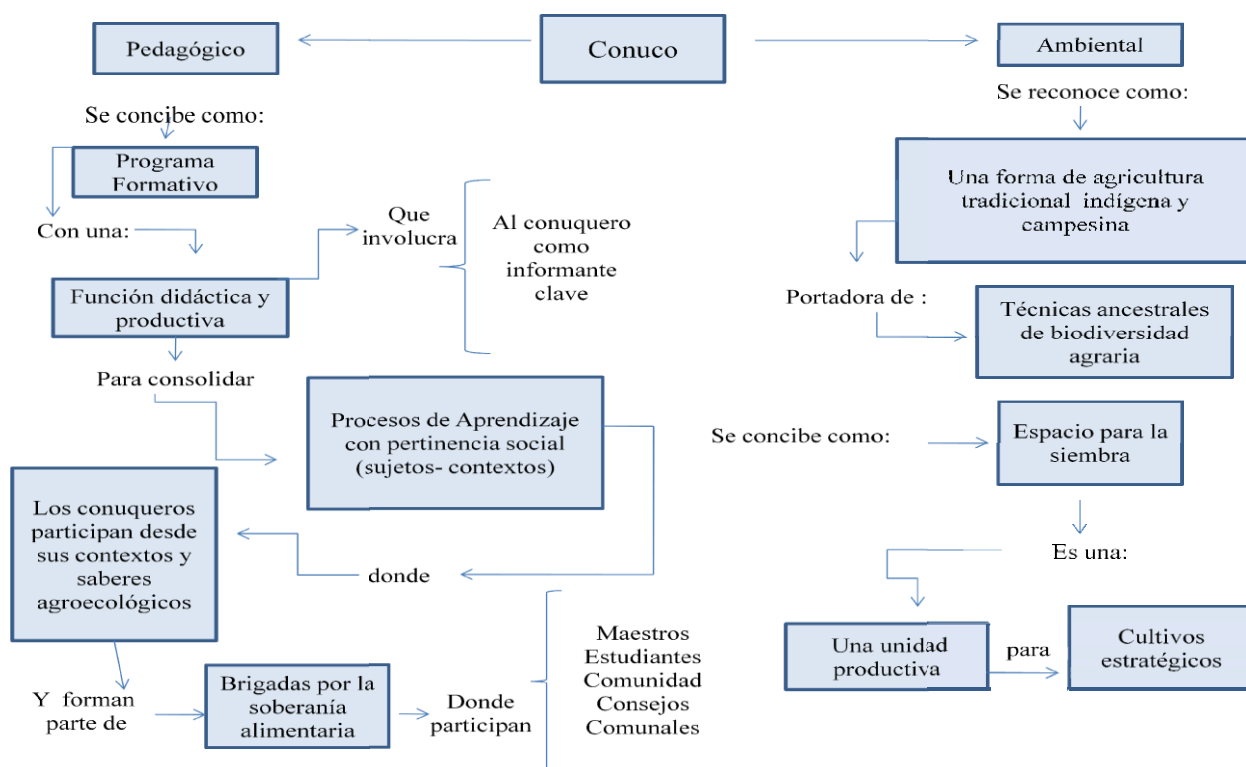 Conuco
Pedagógico
Se concibe como:
Programa
Formativo
Con una:
Función didáctica y
productiva
Que
involucra
Al conuquero
como
informante
clave
Para consolidar
Procesos de Aprendizaje
con pertinencia social
(sujetos- contextos)
donde
Los conuqueros
participan desde
sus contextos y
saberes
agroecológicos
Y forman
parte de
Brigadas por la
soberanía
alimentaria
Donde
participan
Maestros
Estudiantes
Comunidad
Consejos
Comunales
Ambiental
Se reconoce como:
Una forma de agricultura
tradicional indígena y
campesina
Portadora de :
Técnicas ancestrales
de biodiversidad
agraria
Se concibe como:
Espacio para la
siembra
Es una:
Una unidad
productiva
para
Cultivos
estratégicos